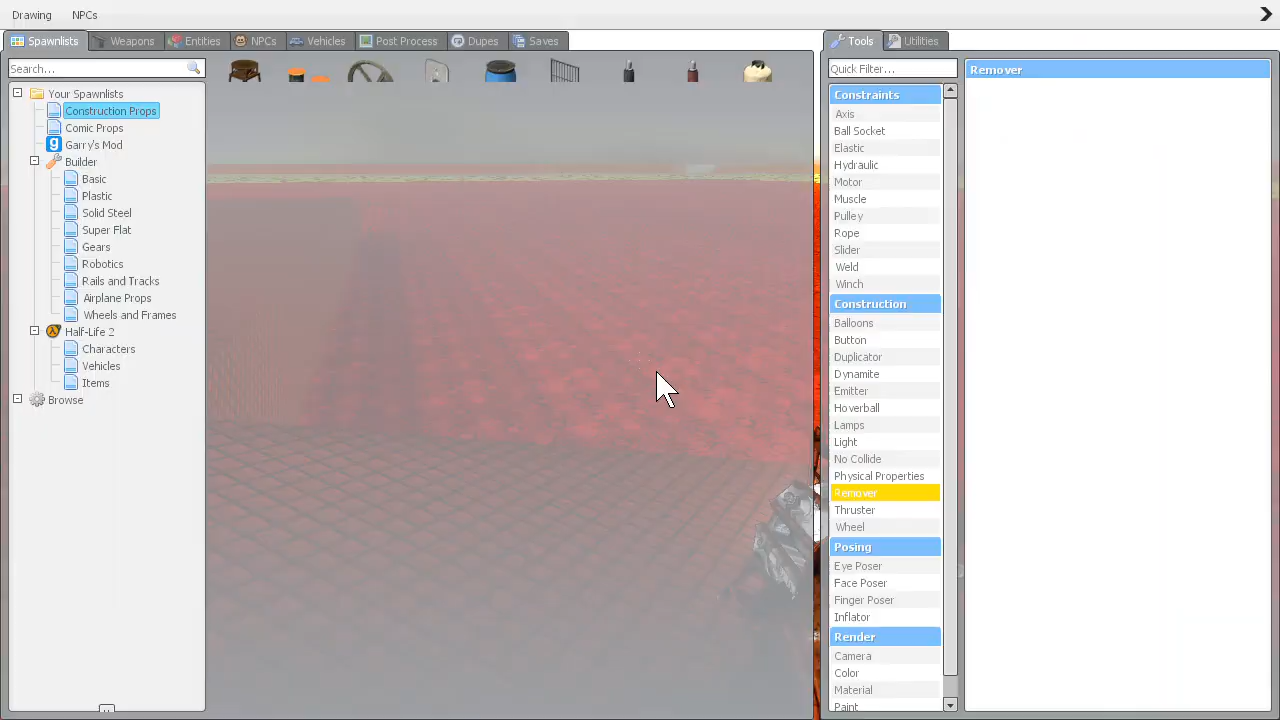 Drawing NPCs
Spawnlists Weapons Entities NPCs Vehicles Post Process Dupes Saves
Search...
Your Spawnlists
Construction Props
Comic Props
Garry's Mod
Builder
Basic
Plastic
Solid Steel
Super Flat
Gears
Robotics
Rails and Tracks
Airplane Props
Wheels and Frames
Half-Life 2
Characters
Vehicles
Items
Browse
Tools Utilities
Quick Filter...
Constraints
Axis
Ball Socket
Elastic
Hydraulic
Motor
Muscle
Pulley
Rope
Slider
Weld
Winch
Construction
Balloons
Button
Duplicator
Dynamite
Emitter
Hoverball
Lamps
Light
No Collide
Physical Properties
Remover
Thruster
Wheel
Posing
Eye Poser
Face Poser
Finger Poser
Inflator
Render
Camera
Color
Material
Paint
Remover